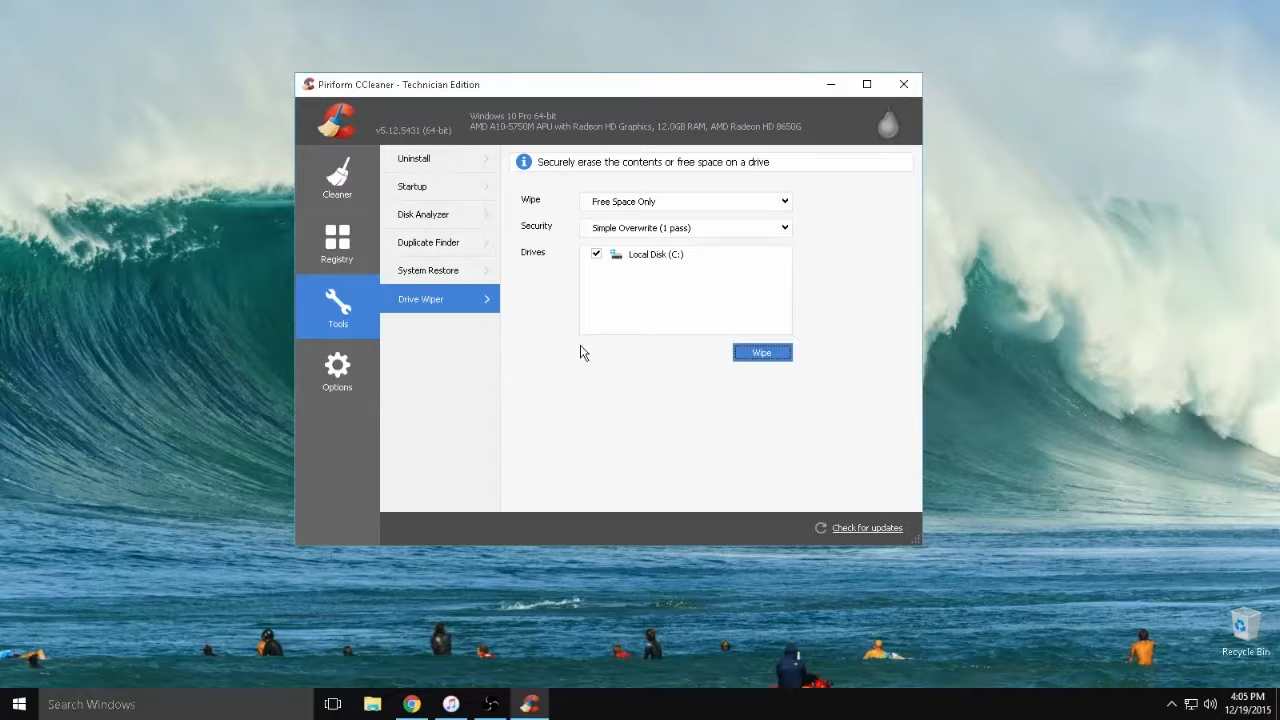 Piriform CCleaner - Technician Edition
v5.12.5431 (64-bit)
Windows 10 Pro 64-bit
AMD A10-5750M APU with Radeon HD Graphics, 12.0GB RAM, AMD Radeon HD 8650G
Cleaner
Registry
Tools
Options
Uninstall
Startup
Disk Analyzer
Duplicate Finder
System Restore
Drive Wiper
Securely erase the contents or free space on a drive
Wipe
Free Space Only
Security
Simple Overwrite (1 pass)
Drives
Local Disk (C:)
Wipe
Check for updates
Recycle Bin
Search Windows
4:05 PM
12/19/2015